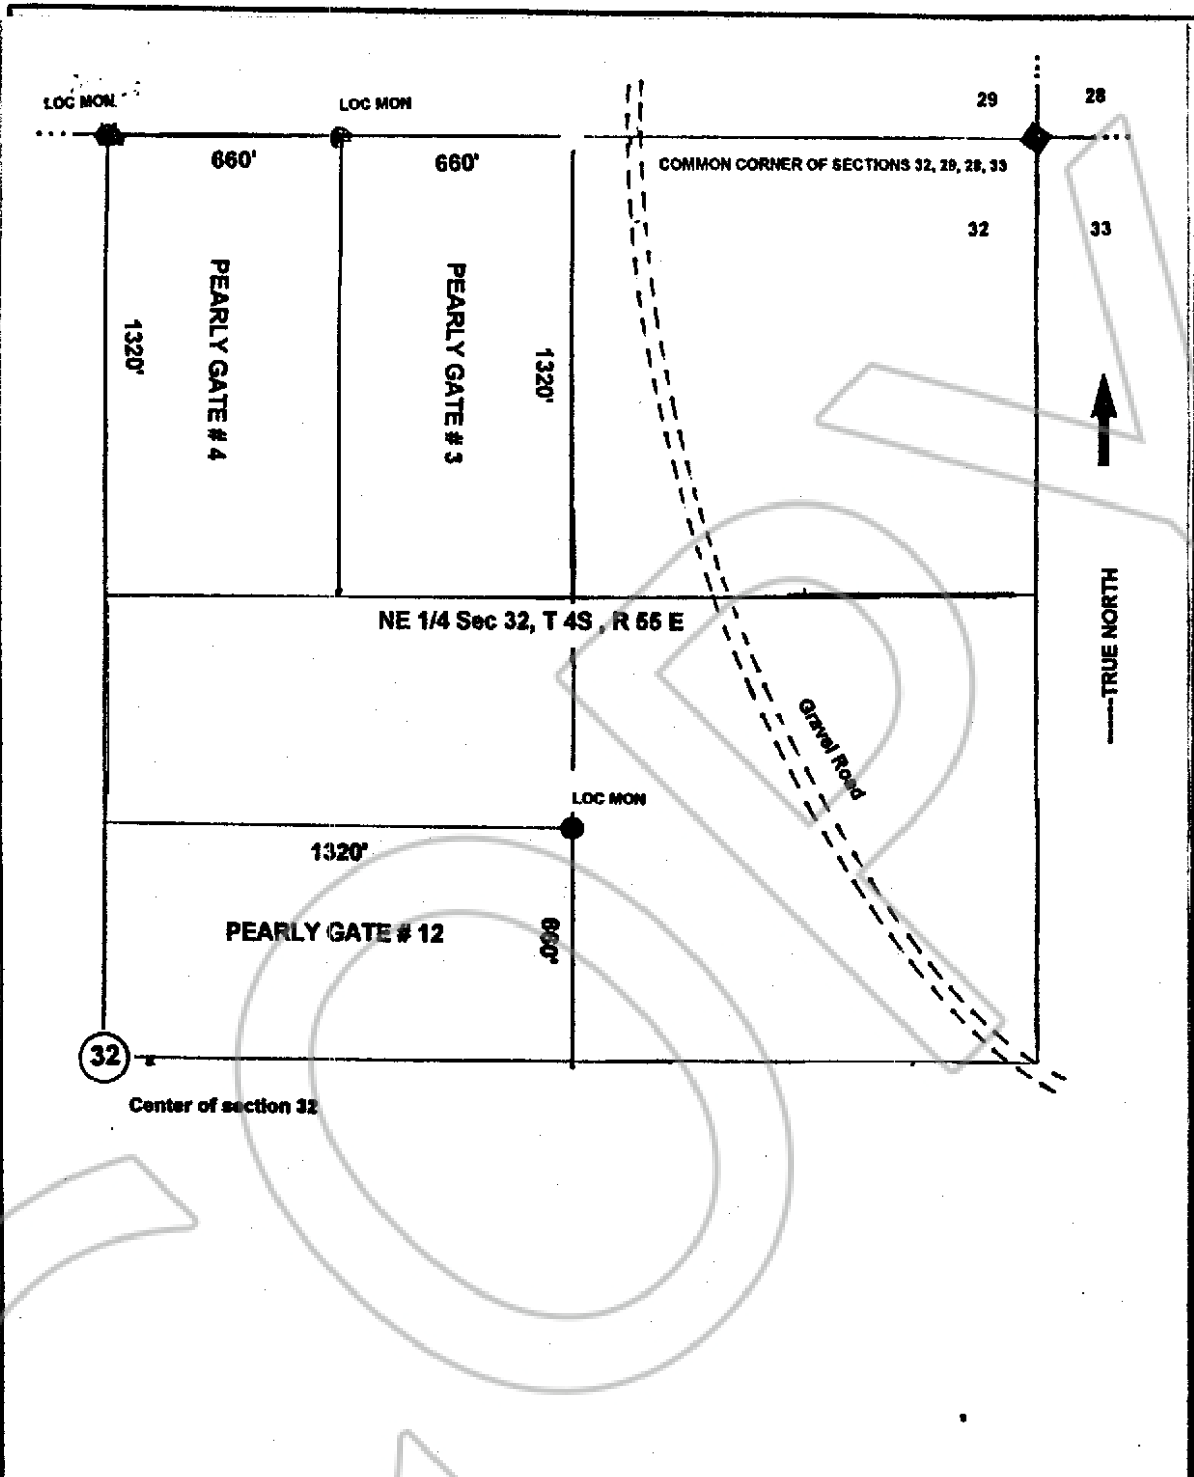 LOC MON.
LOC MON
29
28
660'
660'
COMMON CORNER OF SECTIONS 32, 29, 28, 33
32
33
PEARLY GATE # 4
1320'
PEARLY GATE # 3
1320'
NE 1/4 Sec 32, T 4S , R 55 E
TRUE NORTH
Gravel Road
LOC MON
1320'
PEARLY GATE # 12
660'
32
Center of section 32
COPY